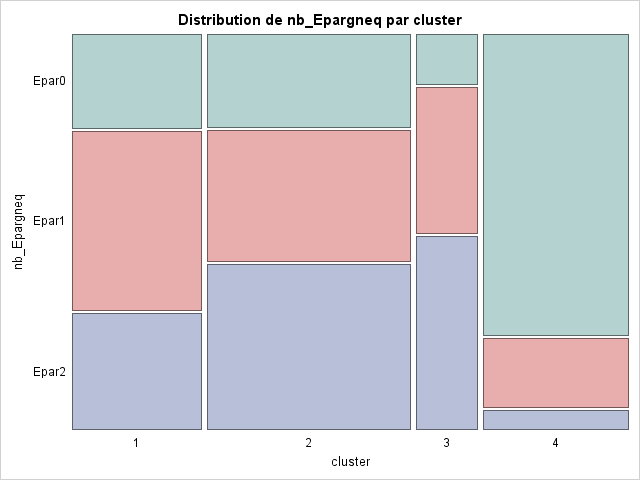 Distribution de nb_Epargneq par cluster
Epar0
Epar1
Epar2
nb_Epargneq
1 2 3 4
cluster